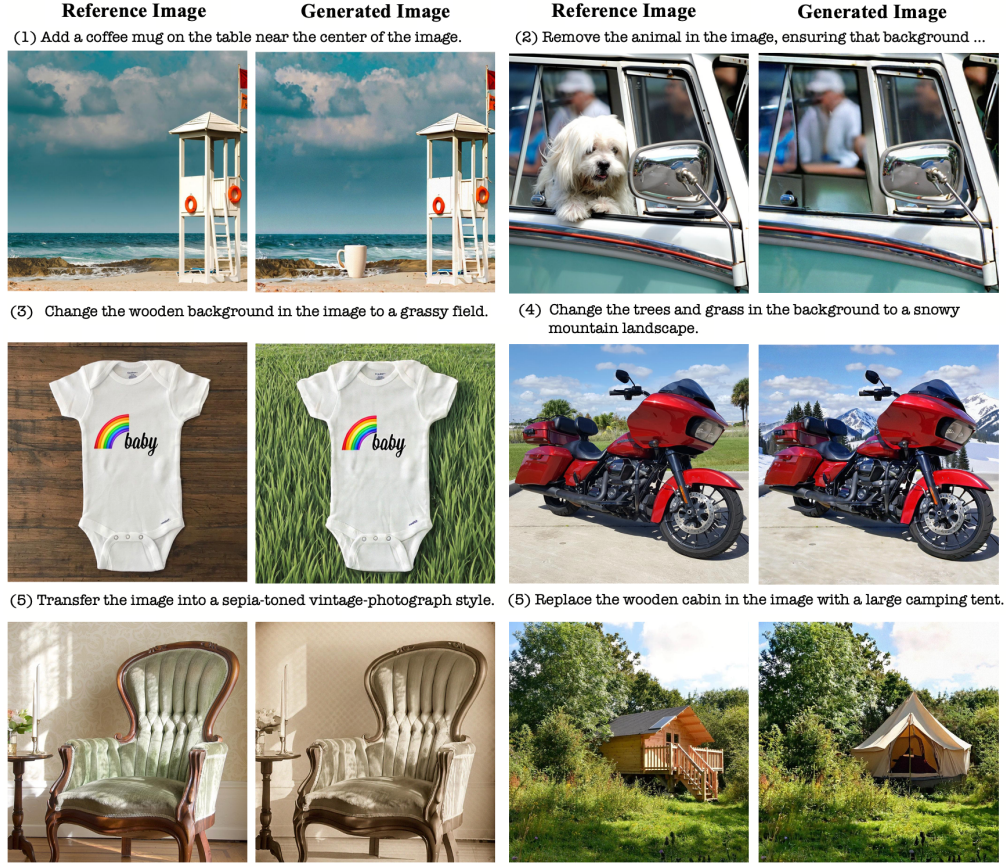 Reference Image
Generated Image
Reference Image
Generated Image
(1) Add a coffee mug on the table near the center of the image.
(2) Remove the animal in the image, ensuring that background ...
(3) Change the wooden background in the image to a grassy field.
(4) Change the trees and grass in the background to a snowy
mountain landscape.
baby
baby
(5) Transfer the image into a sepia-toned vintage-photograph style.
(5) Replace the wooden cabin in the image with a large camping tent.